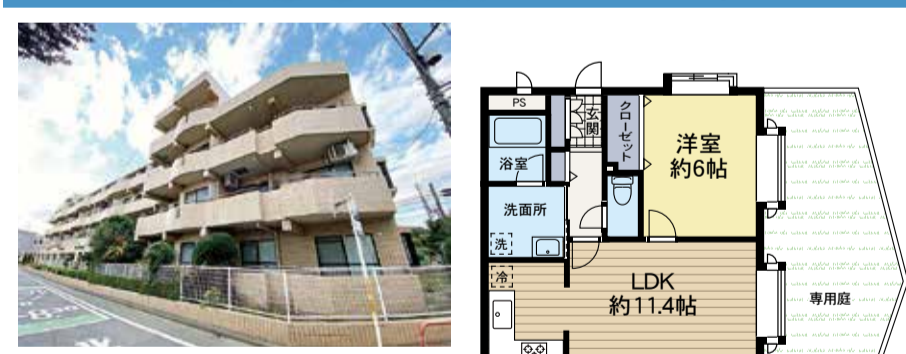 PS
玄関
クローゼット
洋室
約6帖
浴室
洗面所
洗
冷
LDK
約11.4帖
専用庭